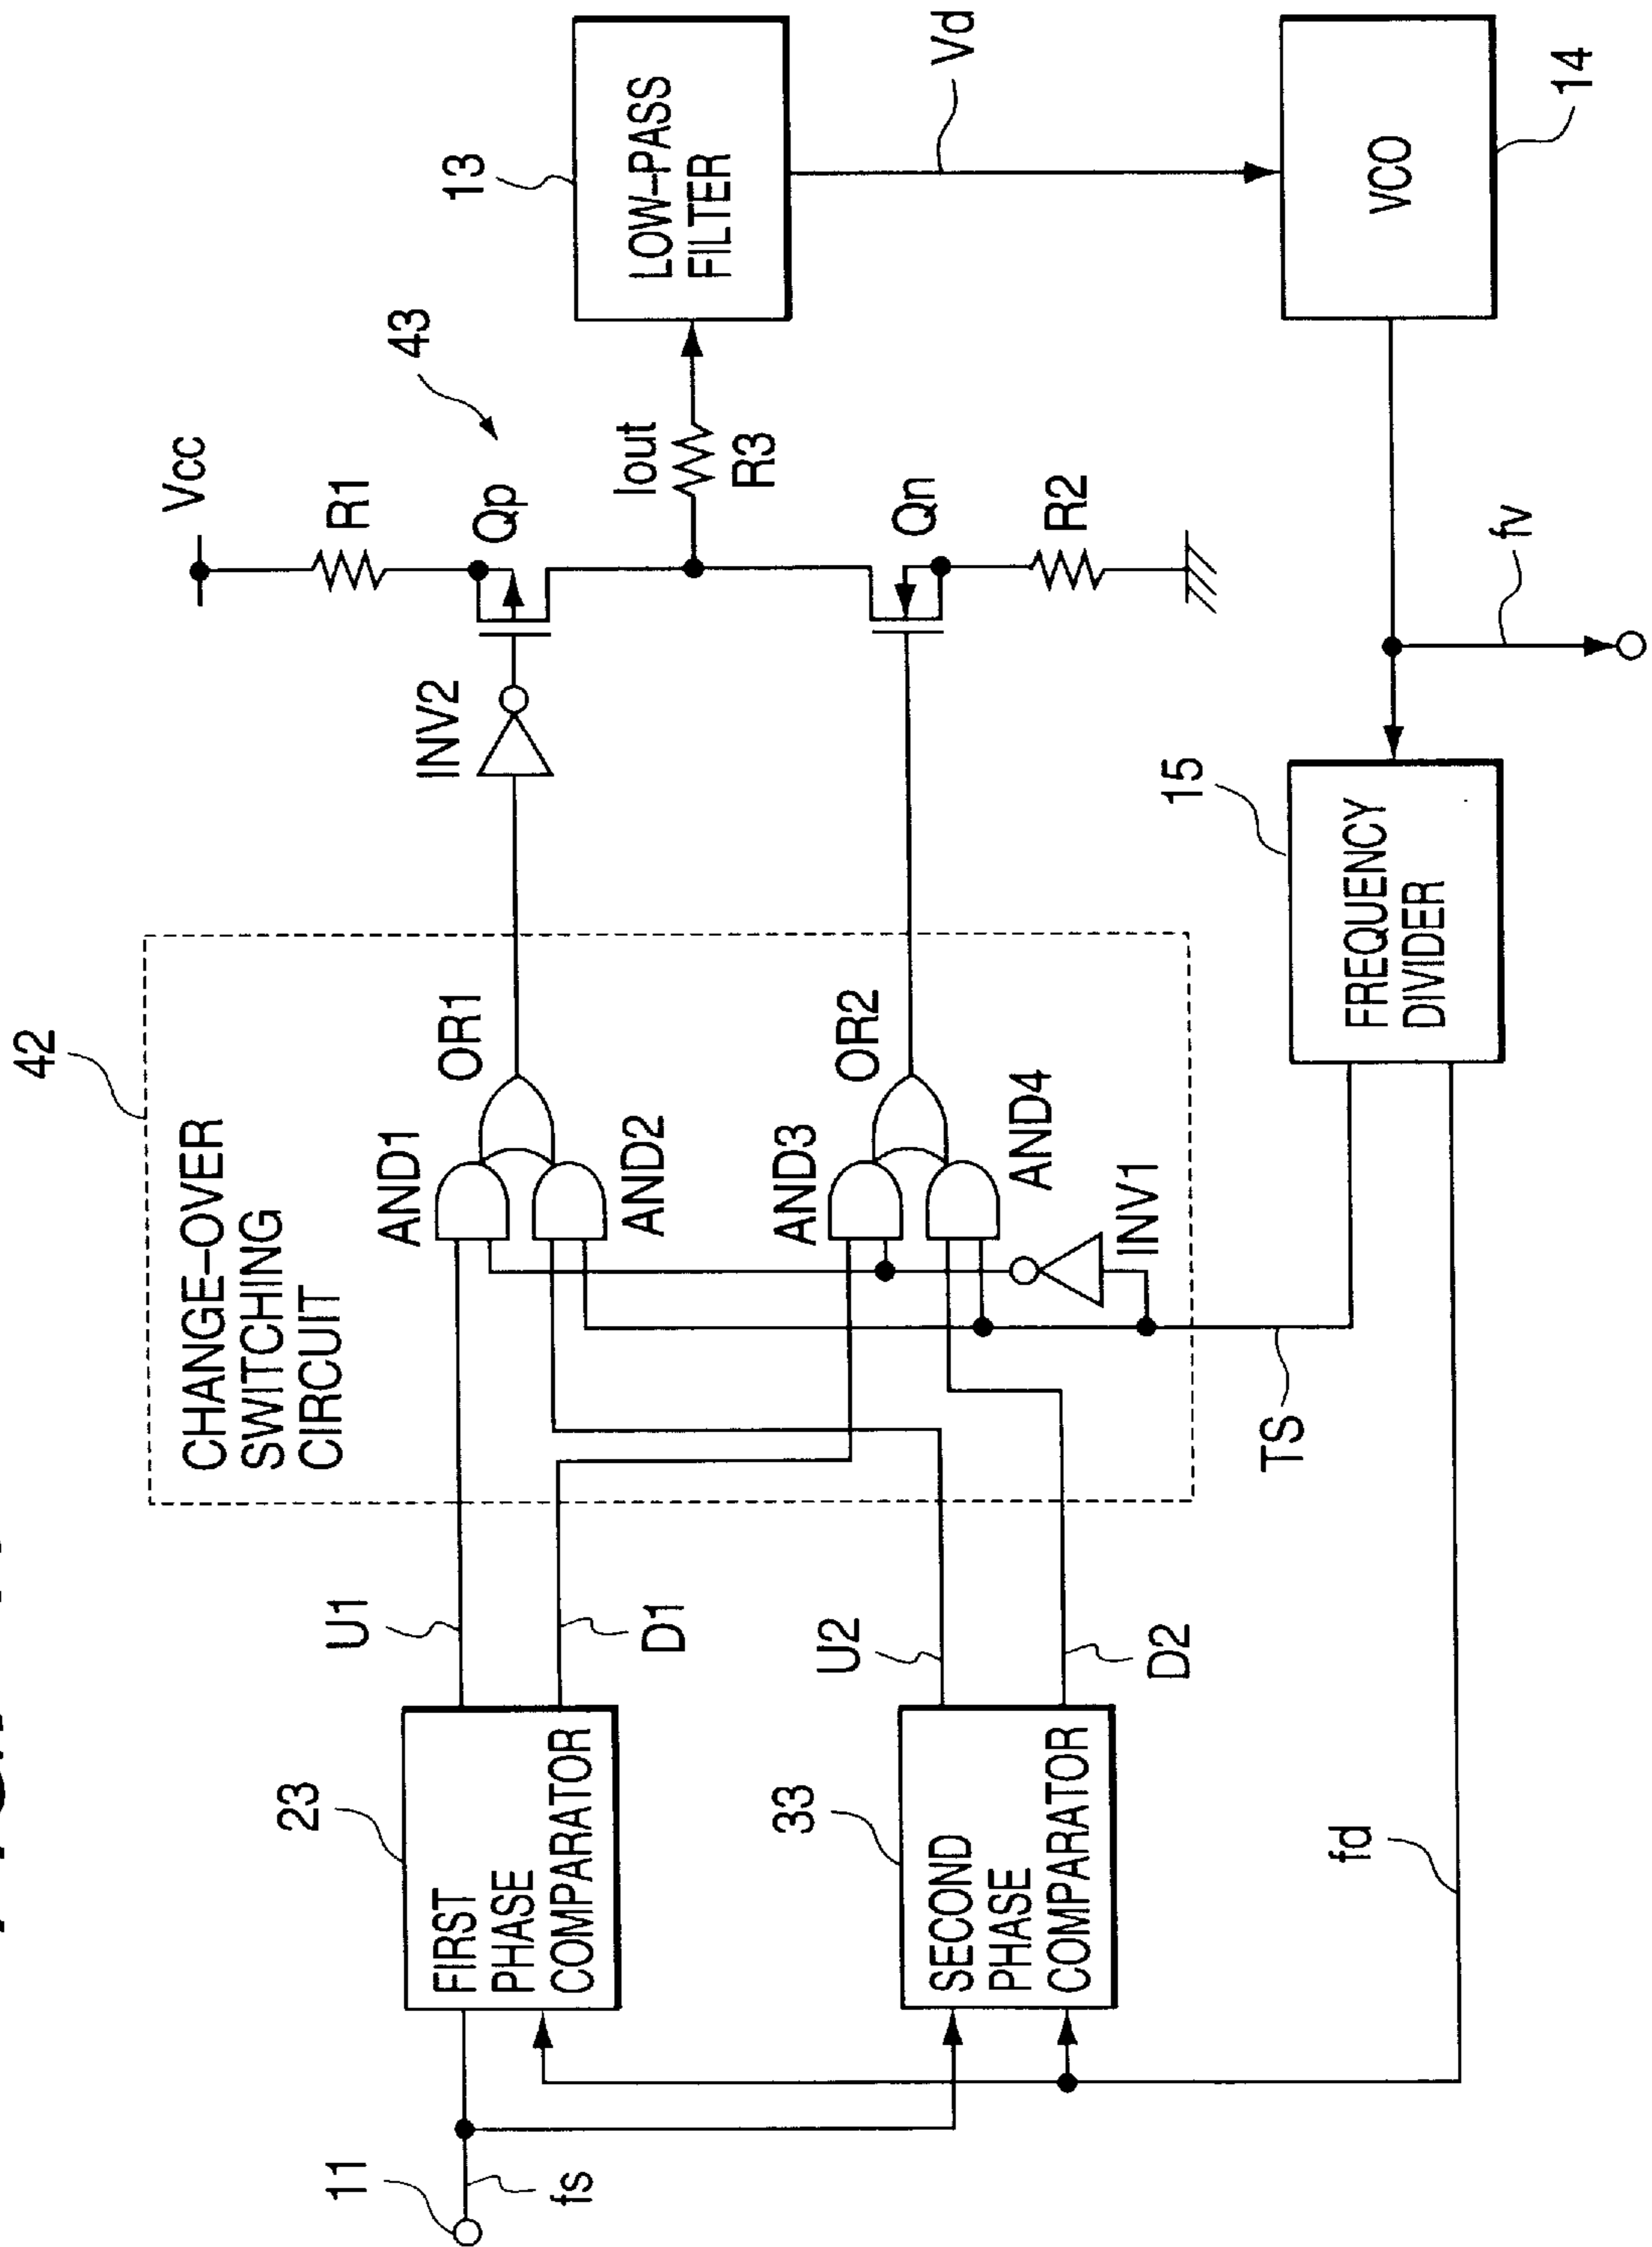 42
CHANGE-OVER
SWITCHING
CIRCUIT
Vcc
R1
43
Qp
INV2
OR1
AND1
AND2
U1
23
FIRST
PHASE
COMPARATOR
11
fs
D1
Iout
R3
13
LOW-PASS
FILTER
Qn
R2
OR2
AND3
AND4
INV1
U2
33
SECOND
PHASE
COMPARATOR
D2
Vd
TS
15
FREQUENCY
DIVIDER
fd
fv
VCO
14